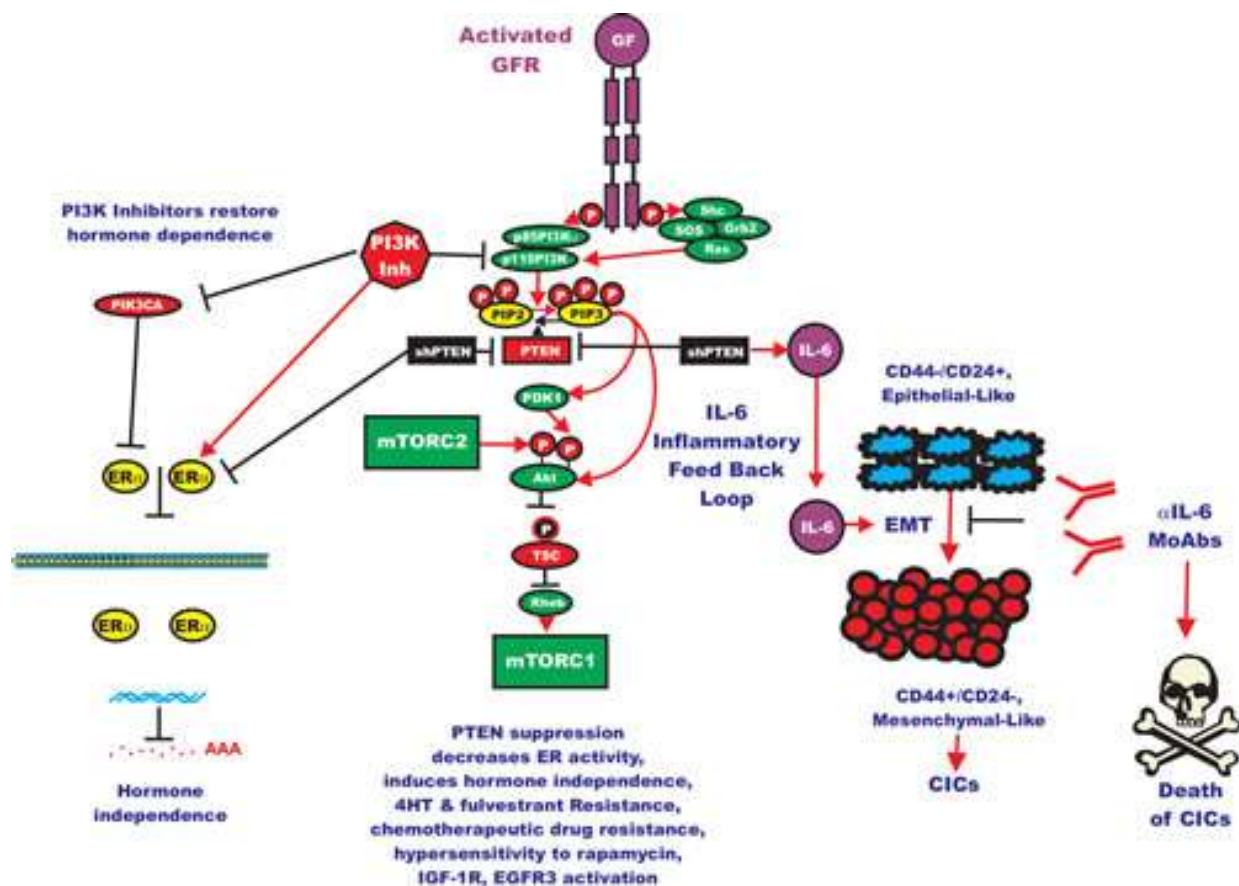 Activated
GFR
GF
P
P
Shc
SOS
Grb2
Ras
p85PI3K
p110PI3K
PI3K Inhibitors restore
hormone dependence
PI3K
Inh
PIK3CA
P
P
P
P
P
PIP2
PIP3
shPTEN
PTEN
shPTEN
IL-6
PDK1
CD44-/CD24+,
Epithelial-Like
mTORC2
P
P
Akt
IL-6
Inflammatory
Feed Back
Loop
ERα
ERα
IL-6
EMT
αIL-6
MoAbs
P
TSC
Rheb
mTORC1
ERα
ERα
AAA
Hormone
independence
PTEN suppression
decreases ER activity,
induces hormone independence,
4HT & fulvestrant Resistance,
chemotherapeutic drug resistance,
hypersensitivity to rapamycin,
IGF-1R, EGFR3 activation
CD44+/CD24-,
Mesenchymal-Like
CICs
Death
of CICs